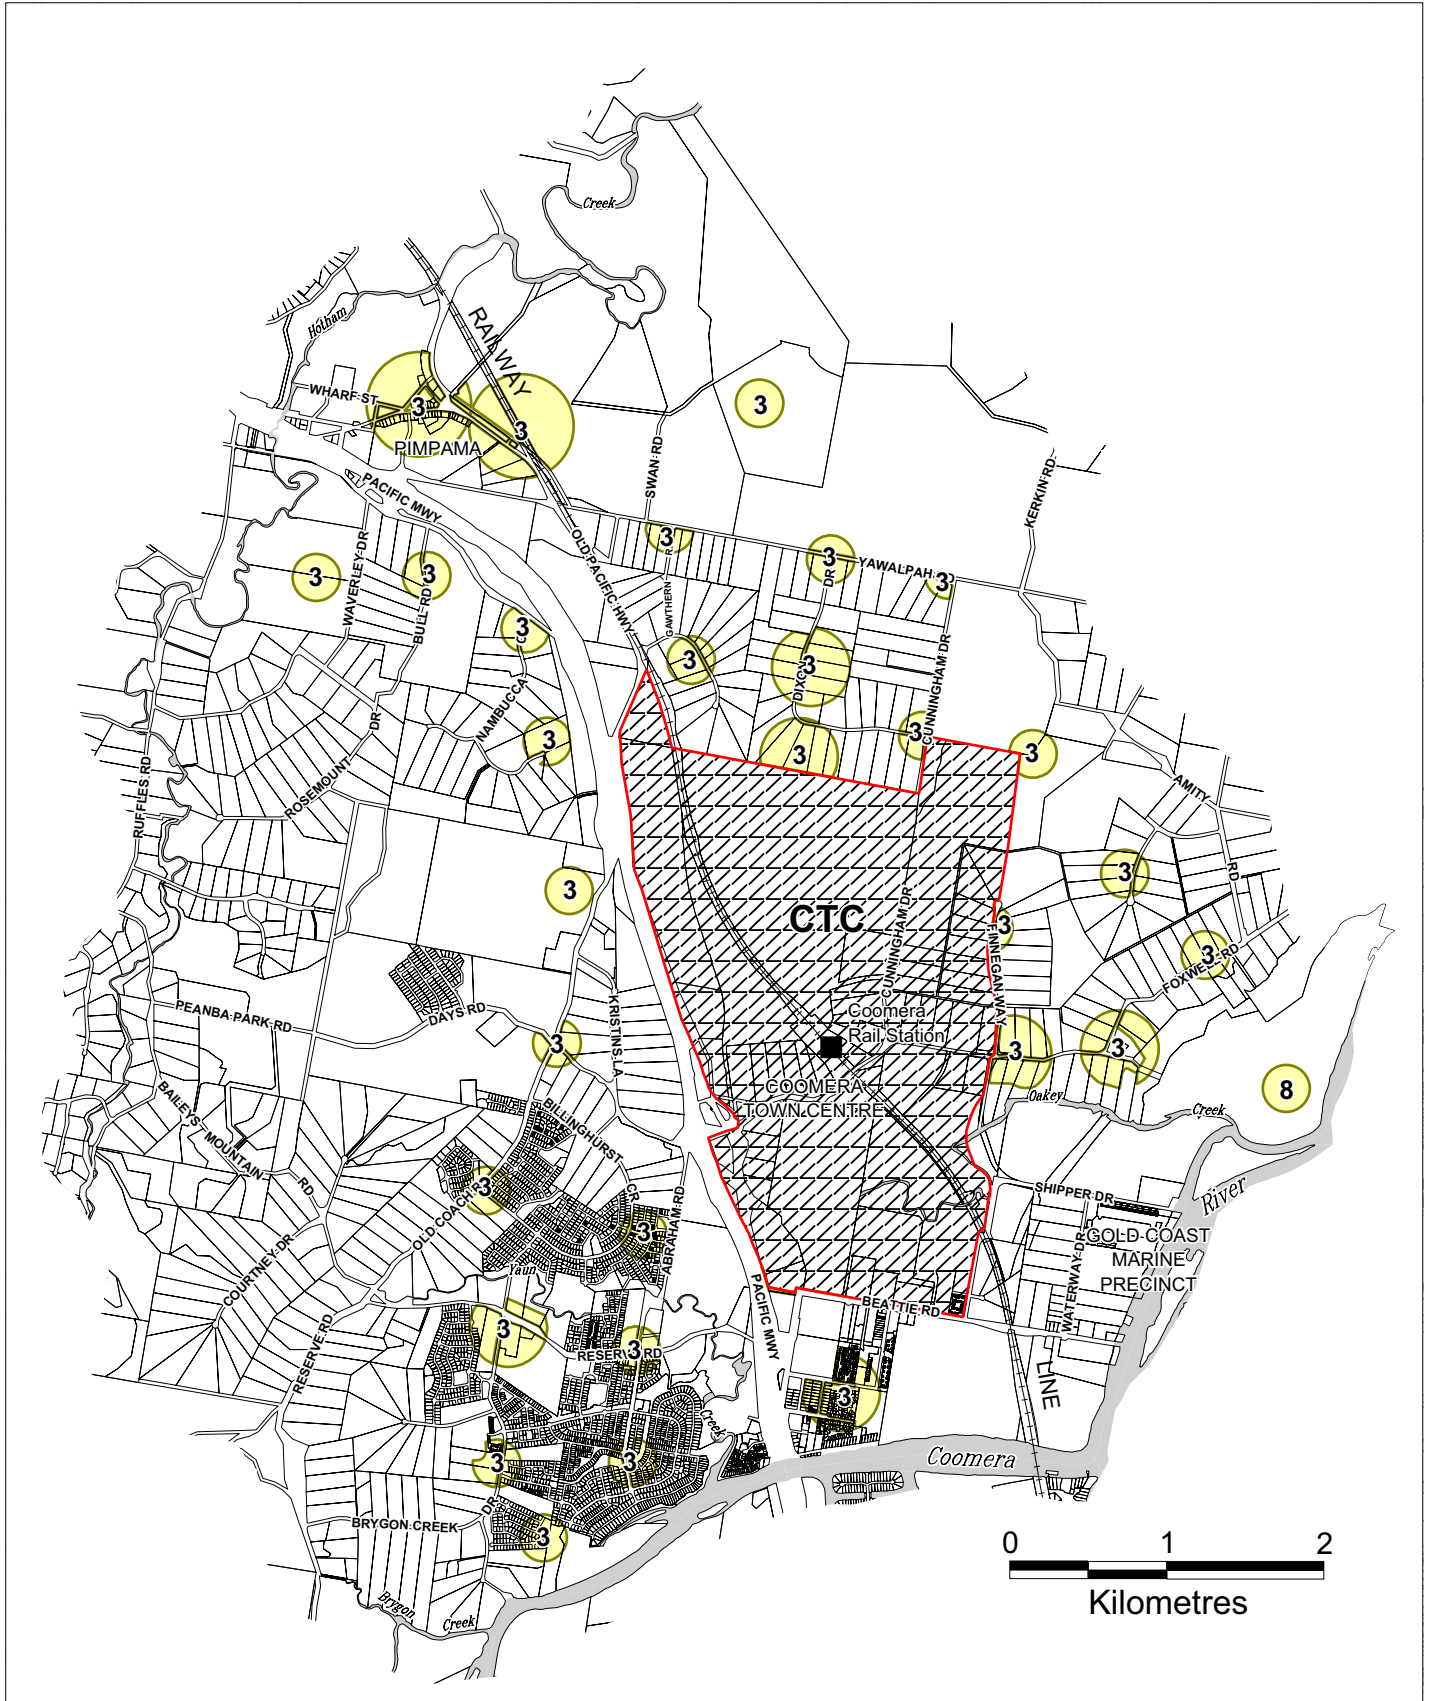 Creek
Hotham
RAILWAY
WHARF ST
3
3
3
PIMPAMA
SWAN RD
KERKIN RD
PACIFIC MWY
OLD PACIFIC HWY
3
3
YAWALPAH RD
3
3
3
WAVERLEY DR
BULL RD
GAWTHERN
DR
3
3
3
DIXON
CUNNINGHAM DR
NAMBUCCA
3
3
3
3
ROSEMOUNT
DR
RUFFLES RD
AMITY
RD
3
3
CTC
CUNNINGHAM DR
3
FINNEGAN WAY
3
FOXWELL RD
KRISTINS LA
PEANBA PARK RD
DAYS RD
3
Coomera
Rail Station
3
3
8
COOMERA
TOWN CENTRE
Oakey
Creek
BAILEYS MOUNTAIN
RD
BILLINGHURST
CR
3
OLD COACH R
SHIPPER DR
River
COURTNEY DR
3
ABRAHAM RD
WATERWAY DR
GOLD COAST
MARINE
PRECINCT
Yaun
PACIFIC MWY
BEATTIE RD
RESERVE RD
3
3
RESERVE RD
LINE
3
Creek
3
3
Coomera
DR
BRYGON CREEK
3
Brygon
Creek
0 1 2
Kilometres